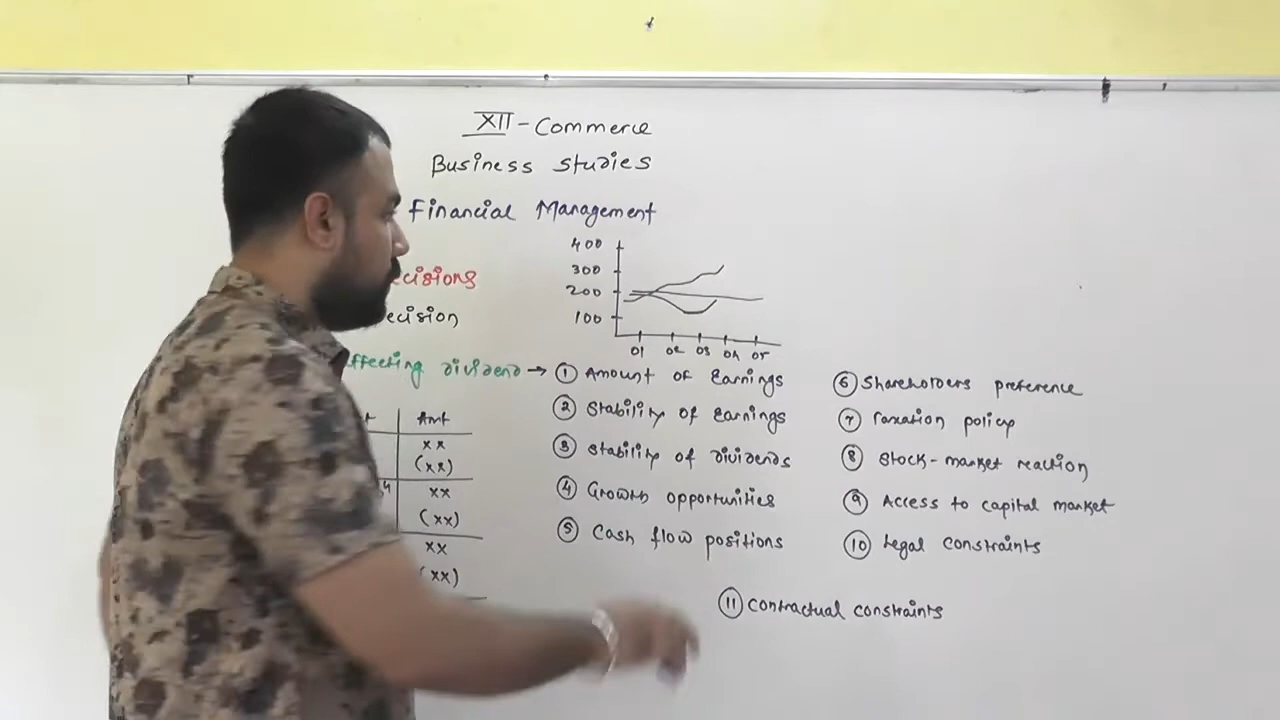 XII - Commerce
Business Studies
Financial Management
400
300
200
100
01 02 03 04 05
ecisions
ecision
ffecting dividend →
① Amount of Earnings
② Stability of Earnings
③ Stability of dividends
④ Growth opportunities
⑤ Cash flow positions
⑥ Shareholders preference
⑦ Taxation policy
⑧ Stock-market reaction
⑨ Access to capital market
⑩ Legal constraints
⑪ Contractual constraints
Amt
xx
(xx)
xx
(xx)
xx
(xx)